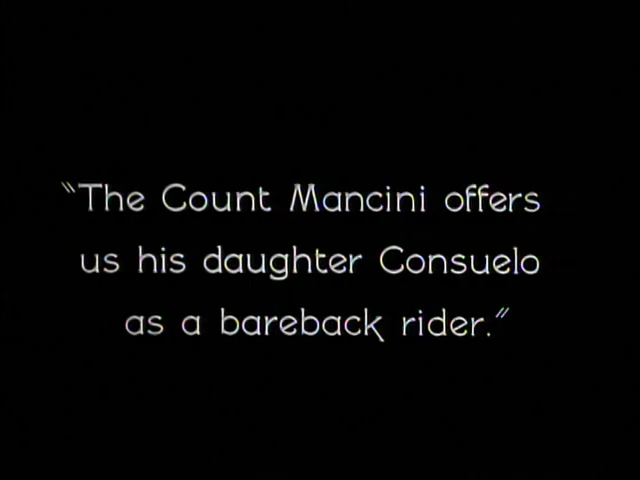 "The Count Mancini offers
us his daughter Consuelo
as a bareback rider."